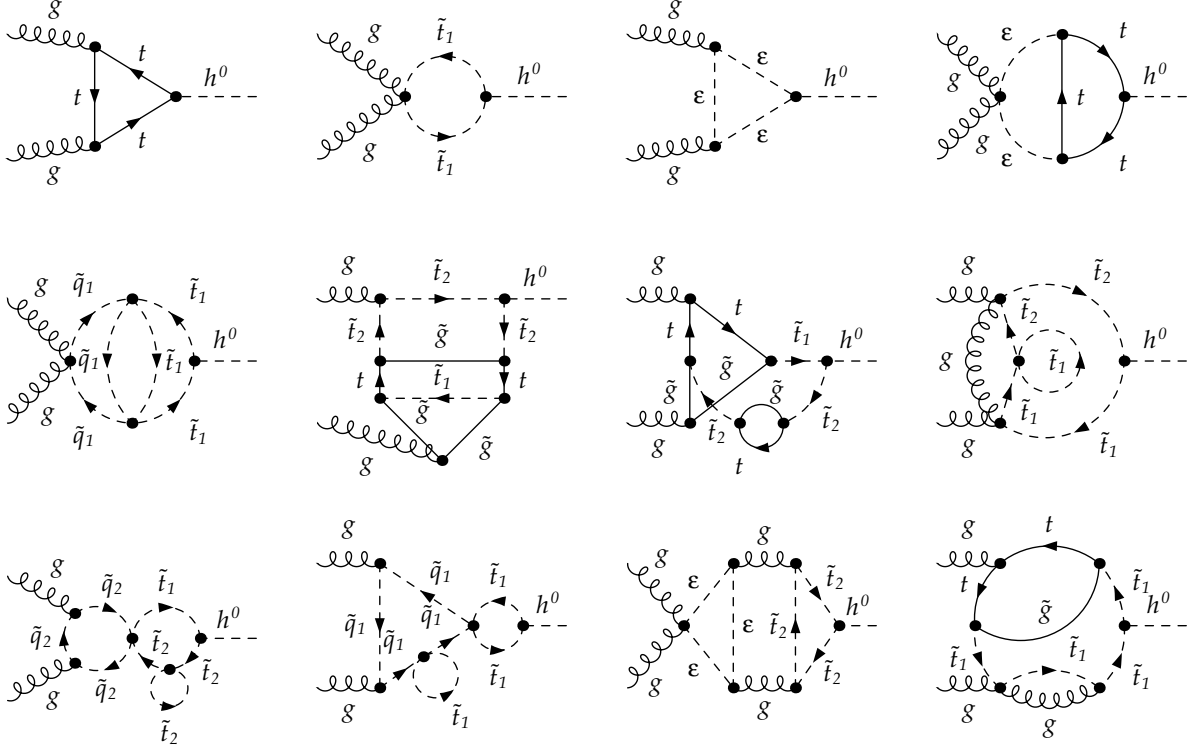 g t t t g h⁰
g g t̃₁ t̃₁ h⁰
g ε ε ε g h⁰
g g ε ε t t t h⁰
g g q̃₁ q̃₁ q̃₁ t̃₁ t̃₁ t̃₁ h⁰
g t̃₂ h⁰ t̃₂ t̃₂ g̃ t t̃₁ t g̃ g̃ g
g t t t̃₁ h⁰ g̃ g̃ g̃ t̃₂ t̃₂ t g
g t̃₂ t̃₂ h⁰ g t̃₁ t̃₁ t̃₁ g
g q̃₂ t̃₁ h⁰ q̃₂ t̃₂ t̃₂ q̃₂ g t̃₂
g q̃₁ t̃₁ h⁰ q̃₁ q̃₁ q̃₁ t̃₁ t̃₁ g
g g ε ε ε g t̃₂ t̃₂ t̃₂ h⁰ g
g t t t̃₁ h⁰ g̃ t̃₁ t̃₁ t̃₁ g g